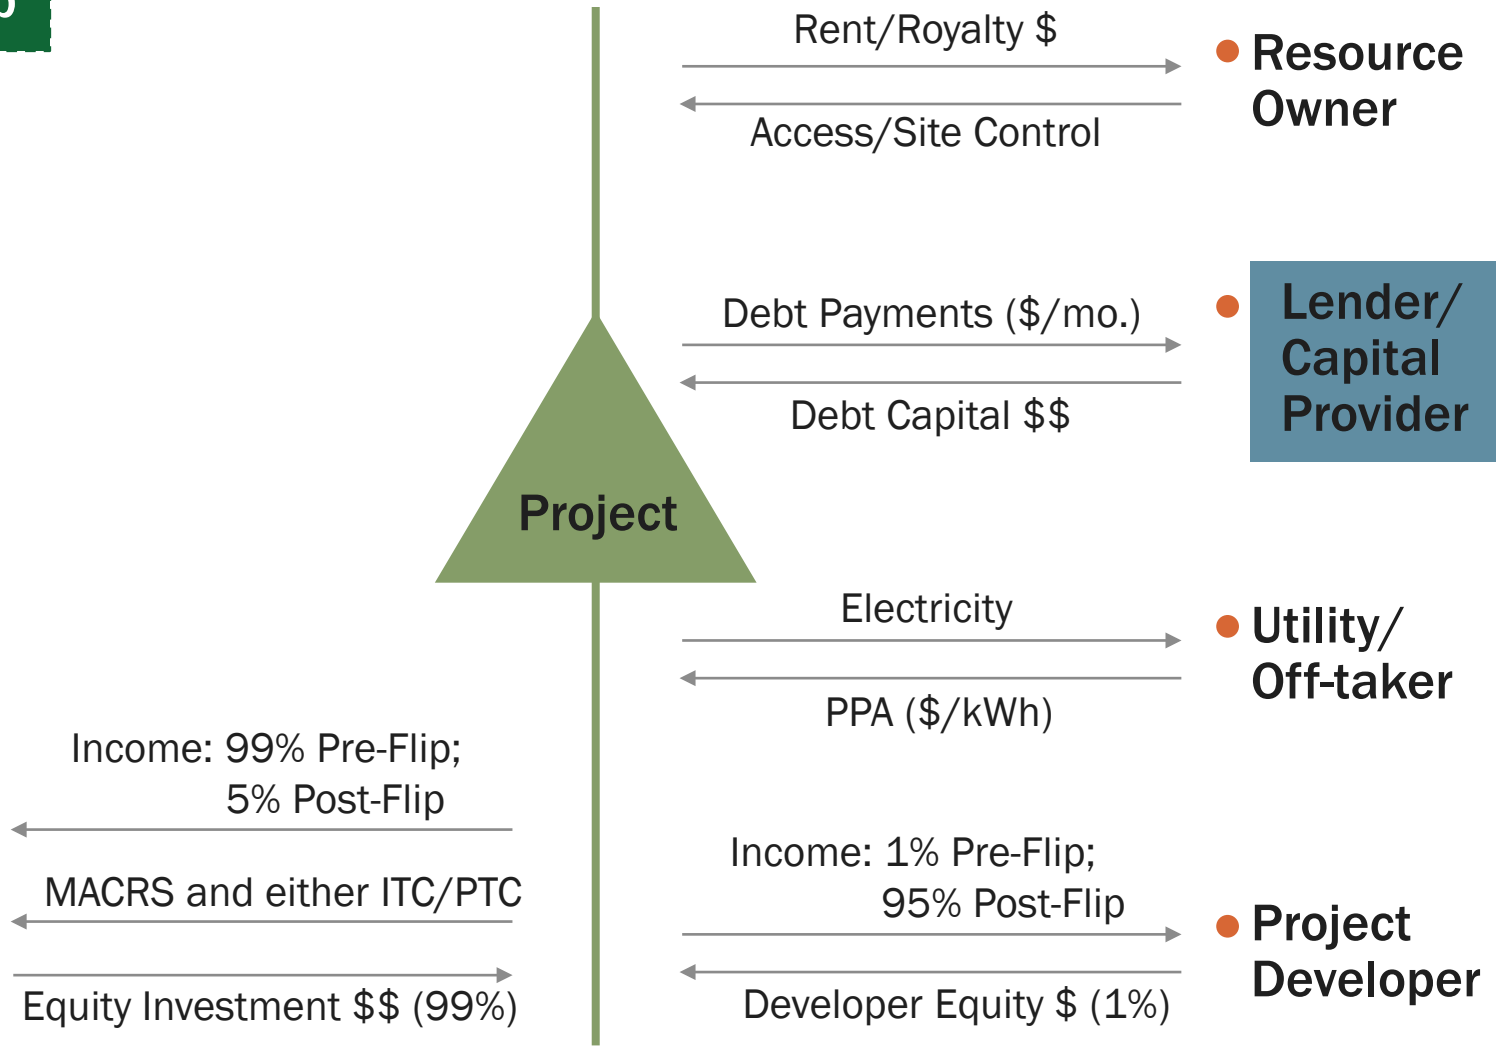 Rent/Royalty $
Access/Site Control
Resource
Owner
Debt Payments ($/mo.)
Debt Capital $$
Lender/
Capital
Provider
Project
Electricity
PPA ($/kWh)
Utility/
Off-taker
Income: 99% Pre-Flip;
5% Post-Flip
MACRS and either ITC/PTC
Equity Investment $$ (99%)
Income: 1% Pre-Flip;
95% Post-Flip
Developer Equity $ (1%)
Project
Developer